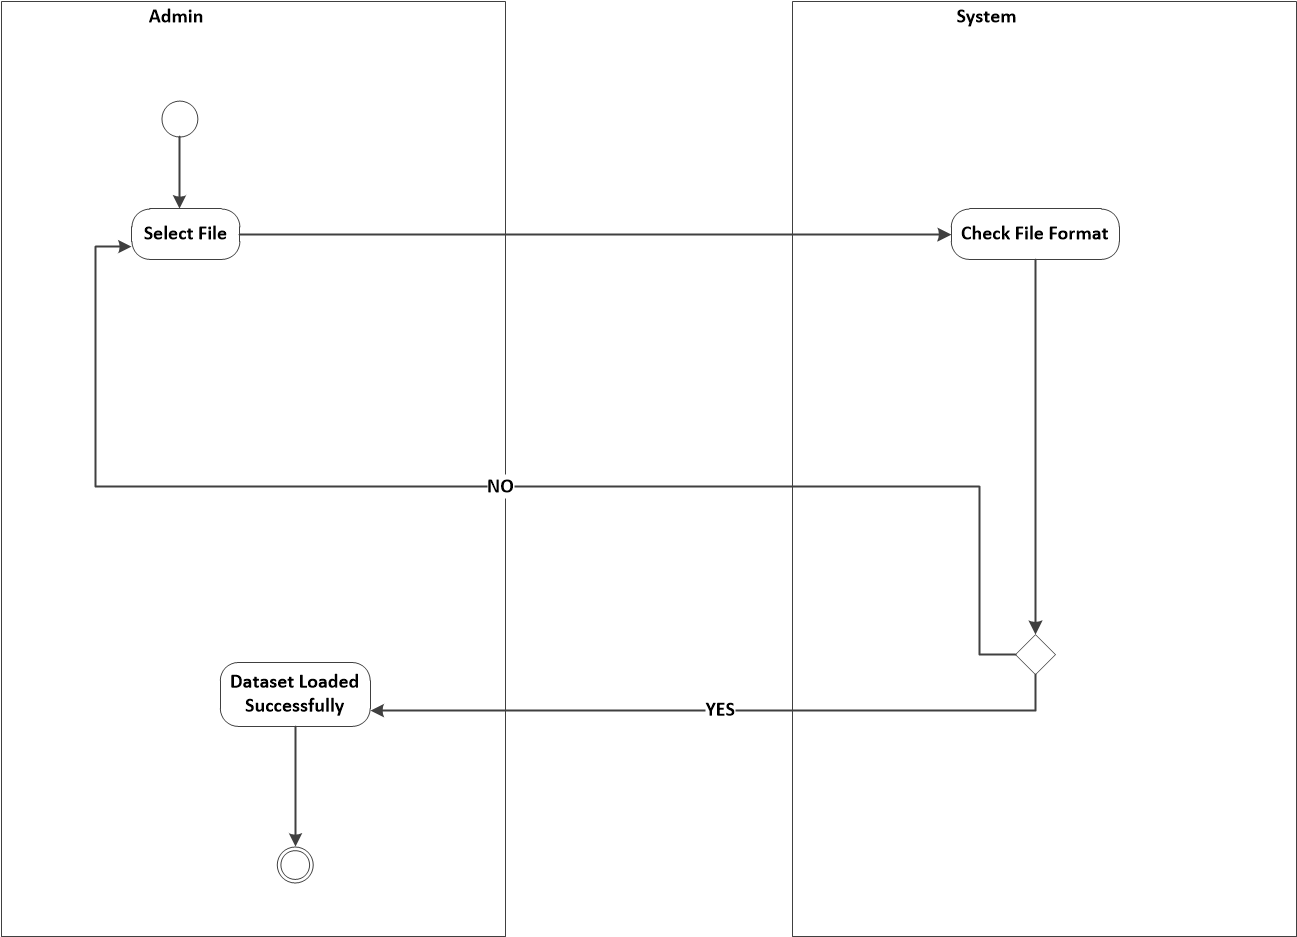 Admin
System
Select File
Check File Format
NO
Dataset Loaded
Successfully
YES